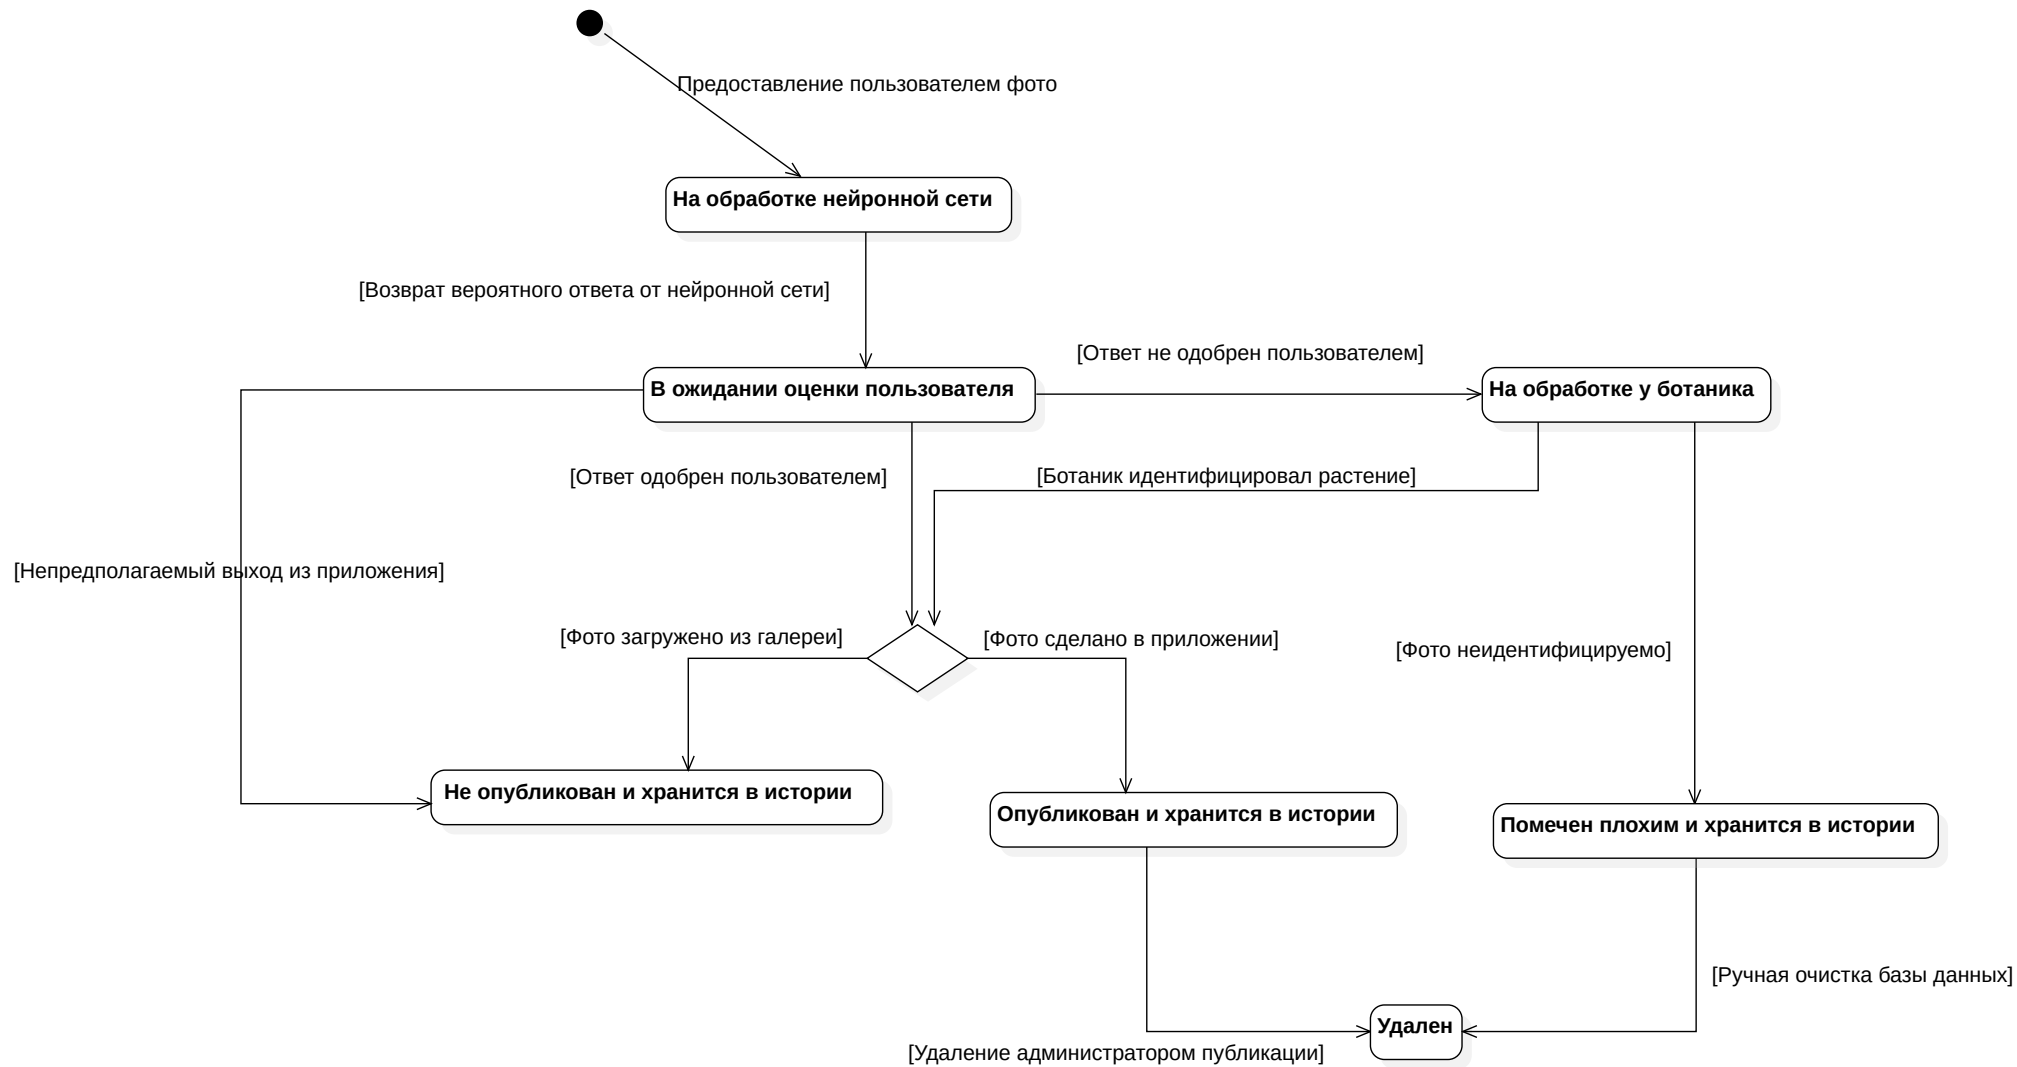 Предоставление пользователем фото
На обработке нейронной сети
[Возврат вероятного ответа от нейронной сети]
[Ответ не одобрен пользователем]
В ожидании оценки пользователя
На обработке у ботаника
[Ответ одобрен пользователем]
[Ботаник идентифицировал растение]
[Непредполагаемый выход из приложения]
[Фото загружено из галереи]
[Фото сделано в приложении]
[Фото неидентифицируемо]
Не опубликован и хранится в истории
Опубликован и хранится в истории
Помечен плохим и хранится в истории
[Ручная очистка базы данных]
Удален
[Удаление администратором публикации]